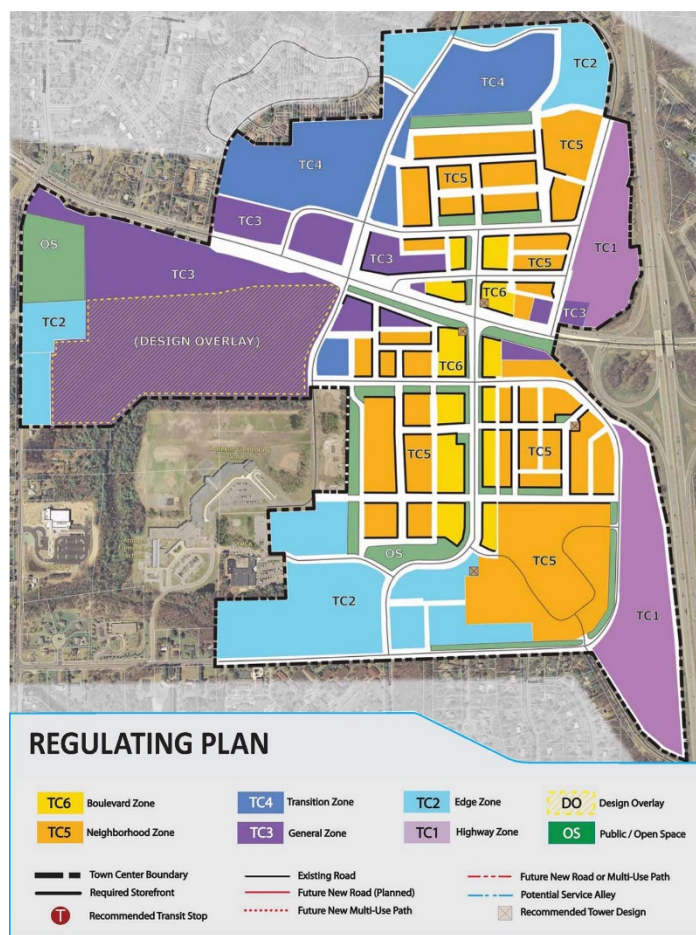 TC2
TC4
TC5
TC4
TC5
TC3
OS
TC3
TC3
TC5
TC1
TC6
TC3
TC2
(DESIGN OVERLAY)
TC6
TC5
TC5
OS
TC5
TC2
TC1
REGULATING PLAN
TC6 Boulevard Zone TC4 Transition Zone TC2 Edge Zone DO Design Overlay
TC5 Neighborhood Zone TC3 General Zone TC1 Highway Zone OS Public / Open Space
Town Center Boundary Existing Road Future New Road or Multi-Use Path
Required Storefront Future New Road (Planned) Potential Service Alley
T Recommended Transit Stop Future New Multi-Use Path Recommended Tower Design